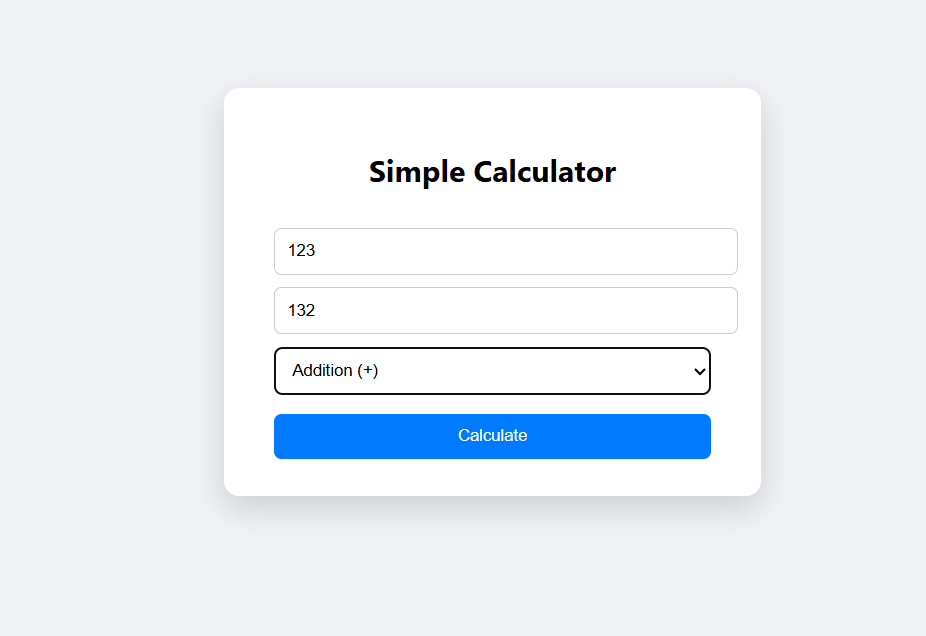 Simple Calculator
123
132
Addition (+)
Calculate